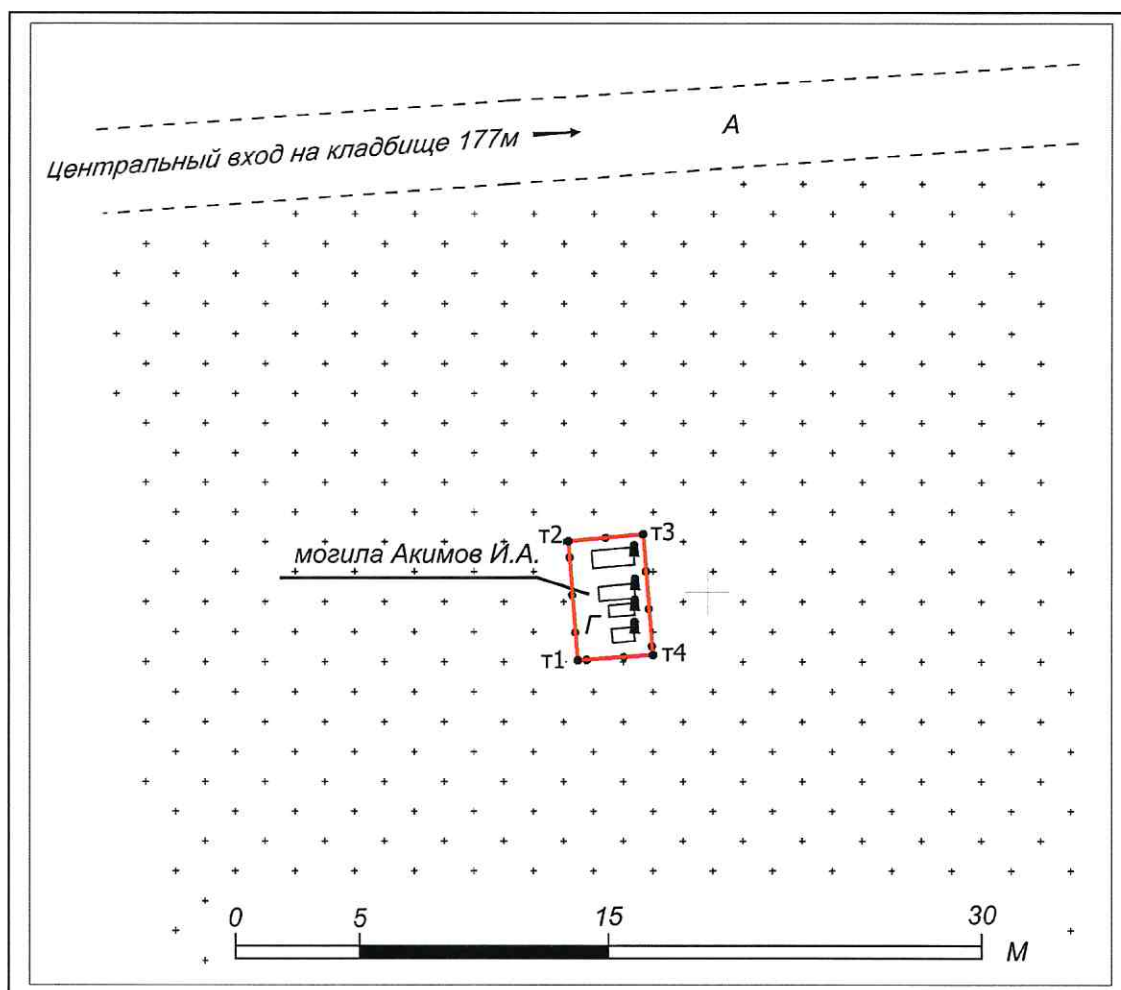 Центральный вход на кладбище 177м
А
т2
т3
могила Акимов И.А.
Г
т1
т4
0
5
15
30
М